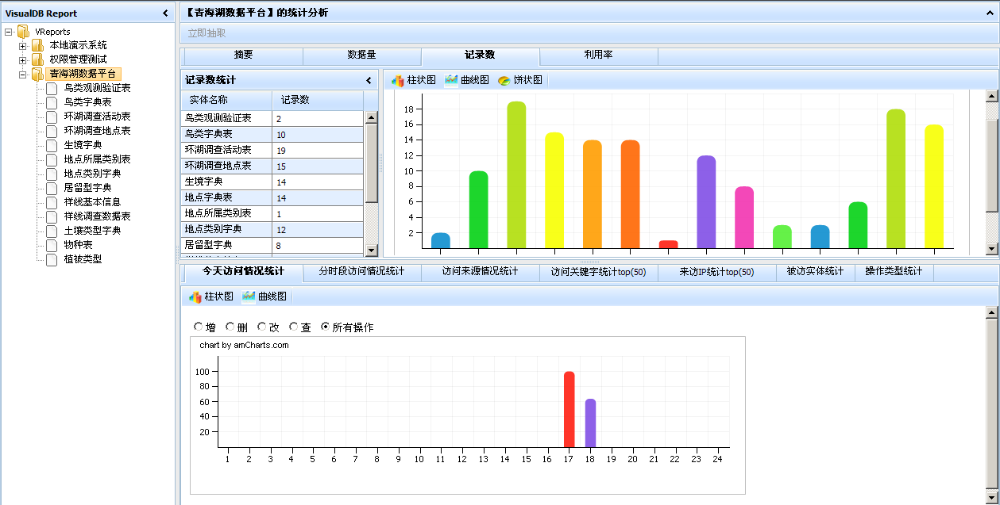 VisualDB Report
VReports
本地演示系统
权限管理测试
青海湖数据平台
鸟类观测验证表
鸟类字典表
环湖调查活动表
环湖调查地点表
生境字典
地点所属类别表
地点类别字典
居留型字典
样线基本信息
样线调查数据表
土壤类型字典
物种表
植被类型
【青海湖数据平台】的统计分析
立即抽取
摘要 数据量 记录数 利用率
记录数统计
实体名称 记录数
鸟类观测验证表 2
鸟类字典表 10
环湖调查活动表 19
环湖调查地点表 15
生境字典 14
地点字典表 14
地点所属类别表 1
地点类别字典 12
居留型字典 8
柱状图 曲线图 饼状图
18
16
14
12
10
8
6
4
2
今天访问情况统计 分时段访问情况统计 访问来源情况统计 访问关键字统计top(50) 来访IP统计top(50) 被访实体统计 操作类型统计
柱状图 曲线图
增 删 改 查 所有操作
chart by amCharts.com
100
80
60
40
20
1 2 3 4 5 6 7 8 9 10 11 12 13 14 15 16 17 18 19 20 21 22 23 24